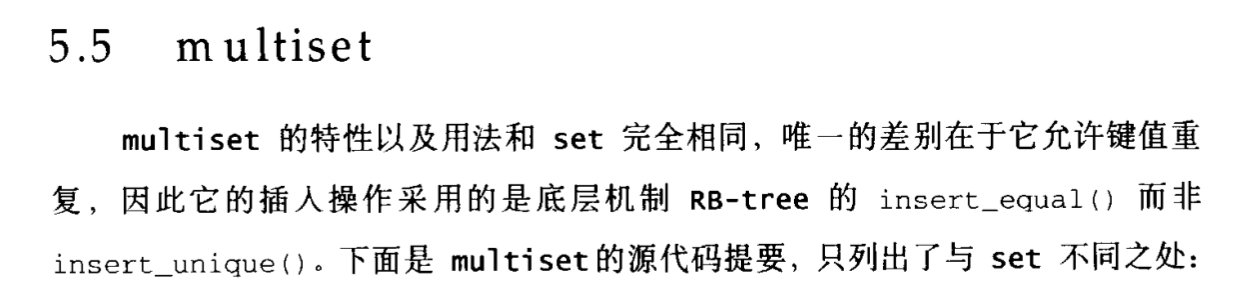 5.5 multiset
multiset 的特性以及用法和 set 完全相同，唯一的差别在于它允许键值重
复，因此它的插入操作采用的是底层机制 RB-tree 的 insert_equal() 而非
insert_unique()。下面是 multiset的源代码提要，只列出了与 set 不同之处：